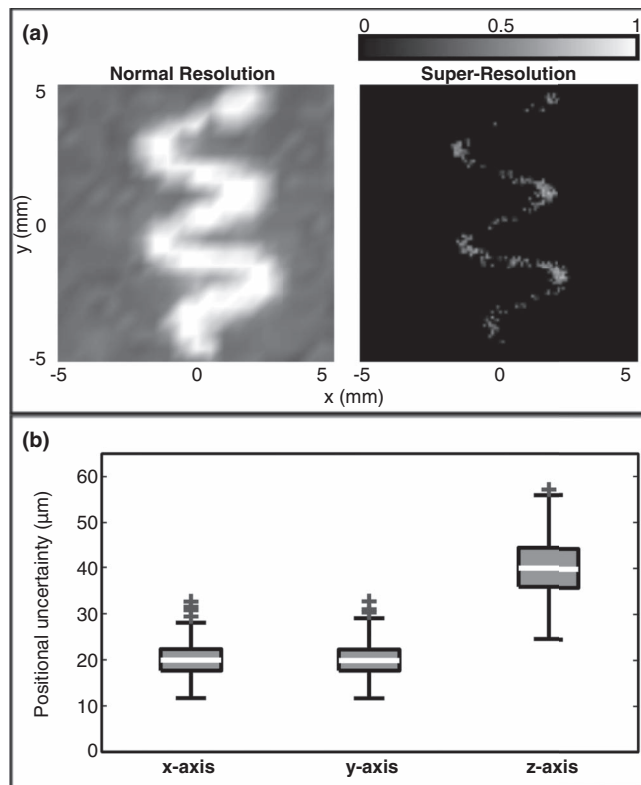 (a)
0 0.5 1
Normal Resolution Super-Resolution
5
0
-5
y (mm)
-5 0 5 -5 0 5
x (mm)
(b)
60
50
40
30
20
10
0
Positional uncertainty (µm)
x-axis y-axis z-axis